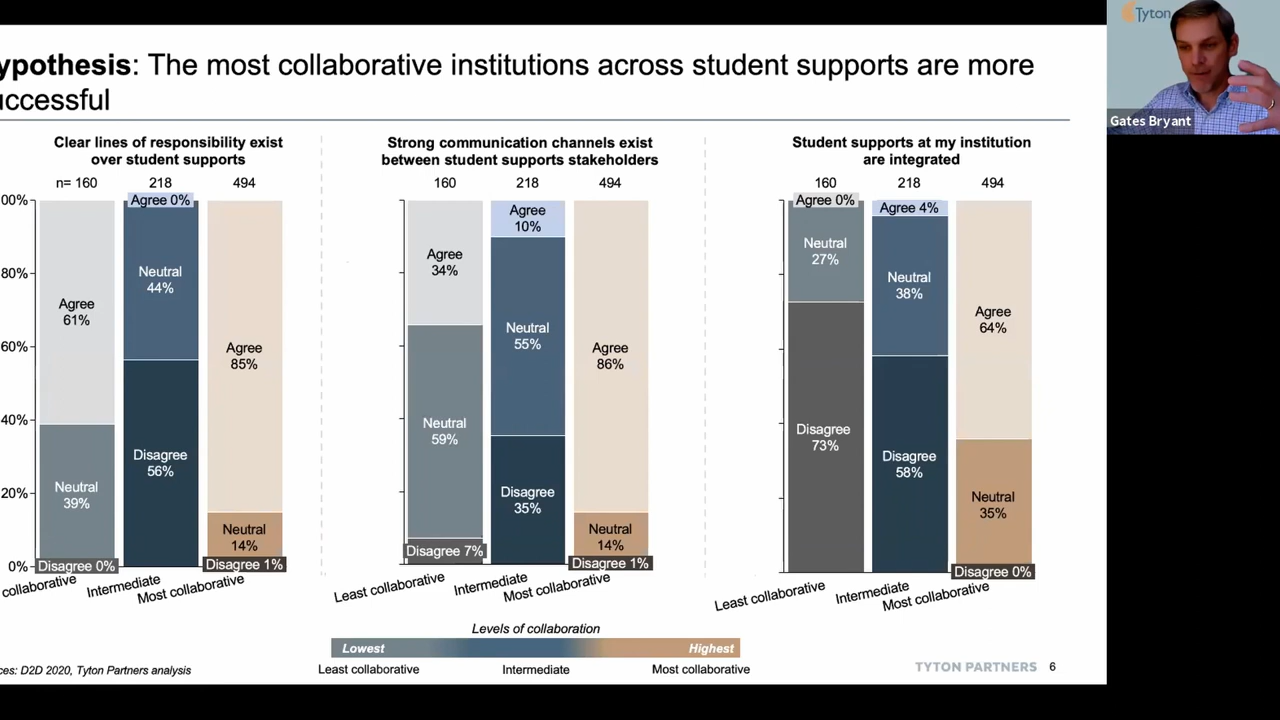 ypothesis: The most collaborative institutions across student supports are more
uccessful
Clear lines of responsibility exist
over student supports
n= 160 218 494
00%
80%
60%
40%
20%
0%
Agree
61%
Neutral
39%
Disagree 0%
Agree 0%
Neutral
44%
Disagree
56%
Agree
85%
Neutral
14%
Disagree 1%
collaborative
Intermediate
Most collaborative
Strong communication channels exist
between student supports stakeholders
160 218 494
Agree
34%
Neutral
59%
Disagree 7%
Agree
10%
Neutral
55%
Disagree
35%
Agree
86%
Neutral
14%
Disagree 1%
Least collaborative
Intermediate
Most collaborative
Student supports at my institution
are integrated
160 218 494
Agree 0%
Neutral
27%
Disagree
73%
Agree 4%
Neutral
38%
Disagree
58%
Agree
64%
Neutral
35%
Disagree 0%
Least collaborative
Intermediate
Most collaborative
Levels of collaboration
Lowest Highest
Least collaborative Intermediate Most collaborative
ces: D2D 2020, Tyton Partners analysis
TYTON PARTNERS 6
Tyton
Gates Bryant